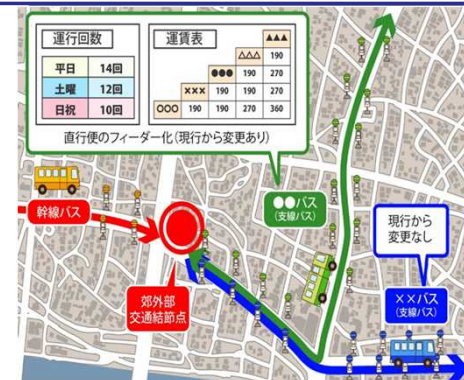 運行回数
平日 14回
土曜 12回
日祝 10回
運賃表
▲▲▲
△△△ 190
●●● 190 270
××× 190 190 270
○○○ 190 190 270 360
直行便のフィーダー化(現行から変更あり)
幹線バス
●●バス
(支線バス)
現行から
変更なし
××バス
(支線バス)
郊外部
交通結節点